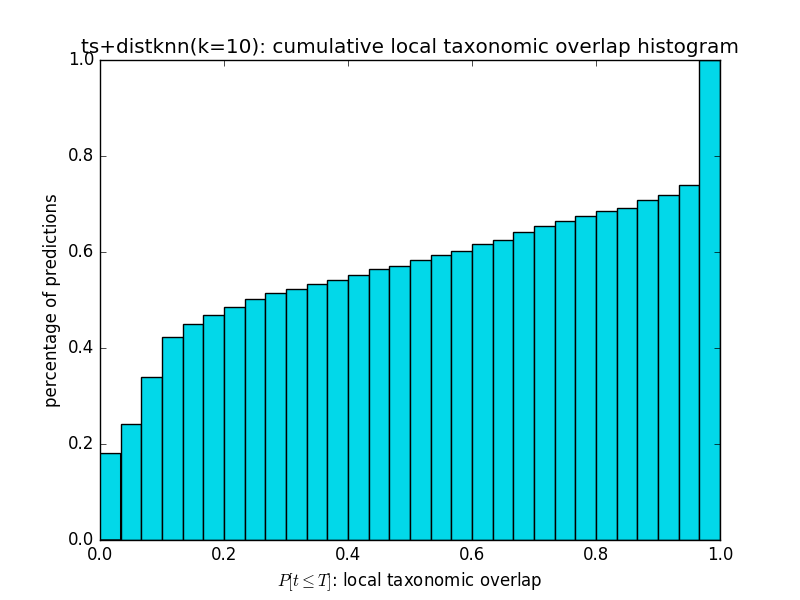 ts+distknn(k=10): cumulative local taxonomic overlap histogram
1.0
0.8
0.6
0.4
0.2
0.0
percentage of predictions
0.0 0.2 0.4 0.6 0.8 1.0
P[t ≤ T]: local taxonomic overlap